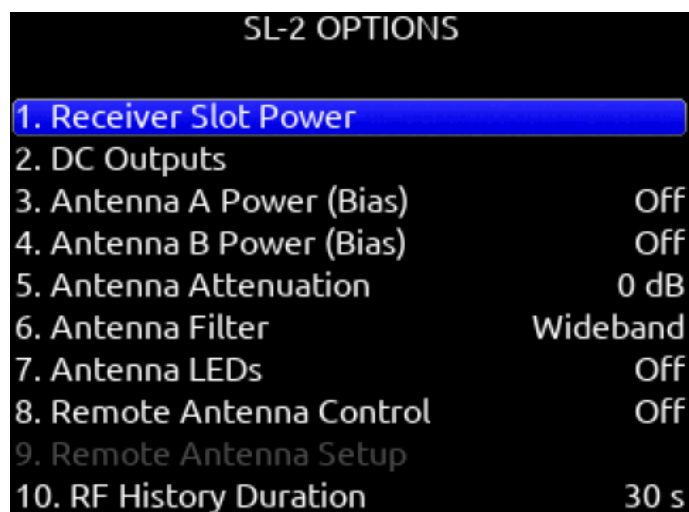 SL-2 OPTIONS
1. Receiver Slot Power
2. DC Outputs
3. Antenna A Power (Bias) Off
4. Antenna B Power (Bias) Off
5. Antenna Attenuation 0 dB
6. Antenna Filter Wideband
7. Antenna LEDs Off
8. Remote Antenna Control Off
9. Remote Antenna Setup
10. RF History Duration 30 s